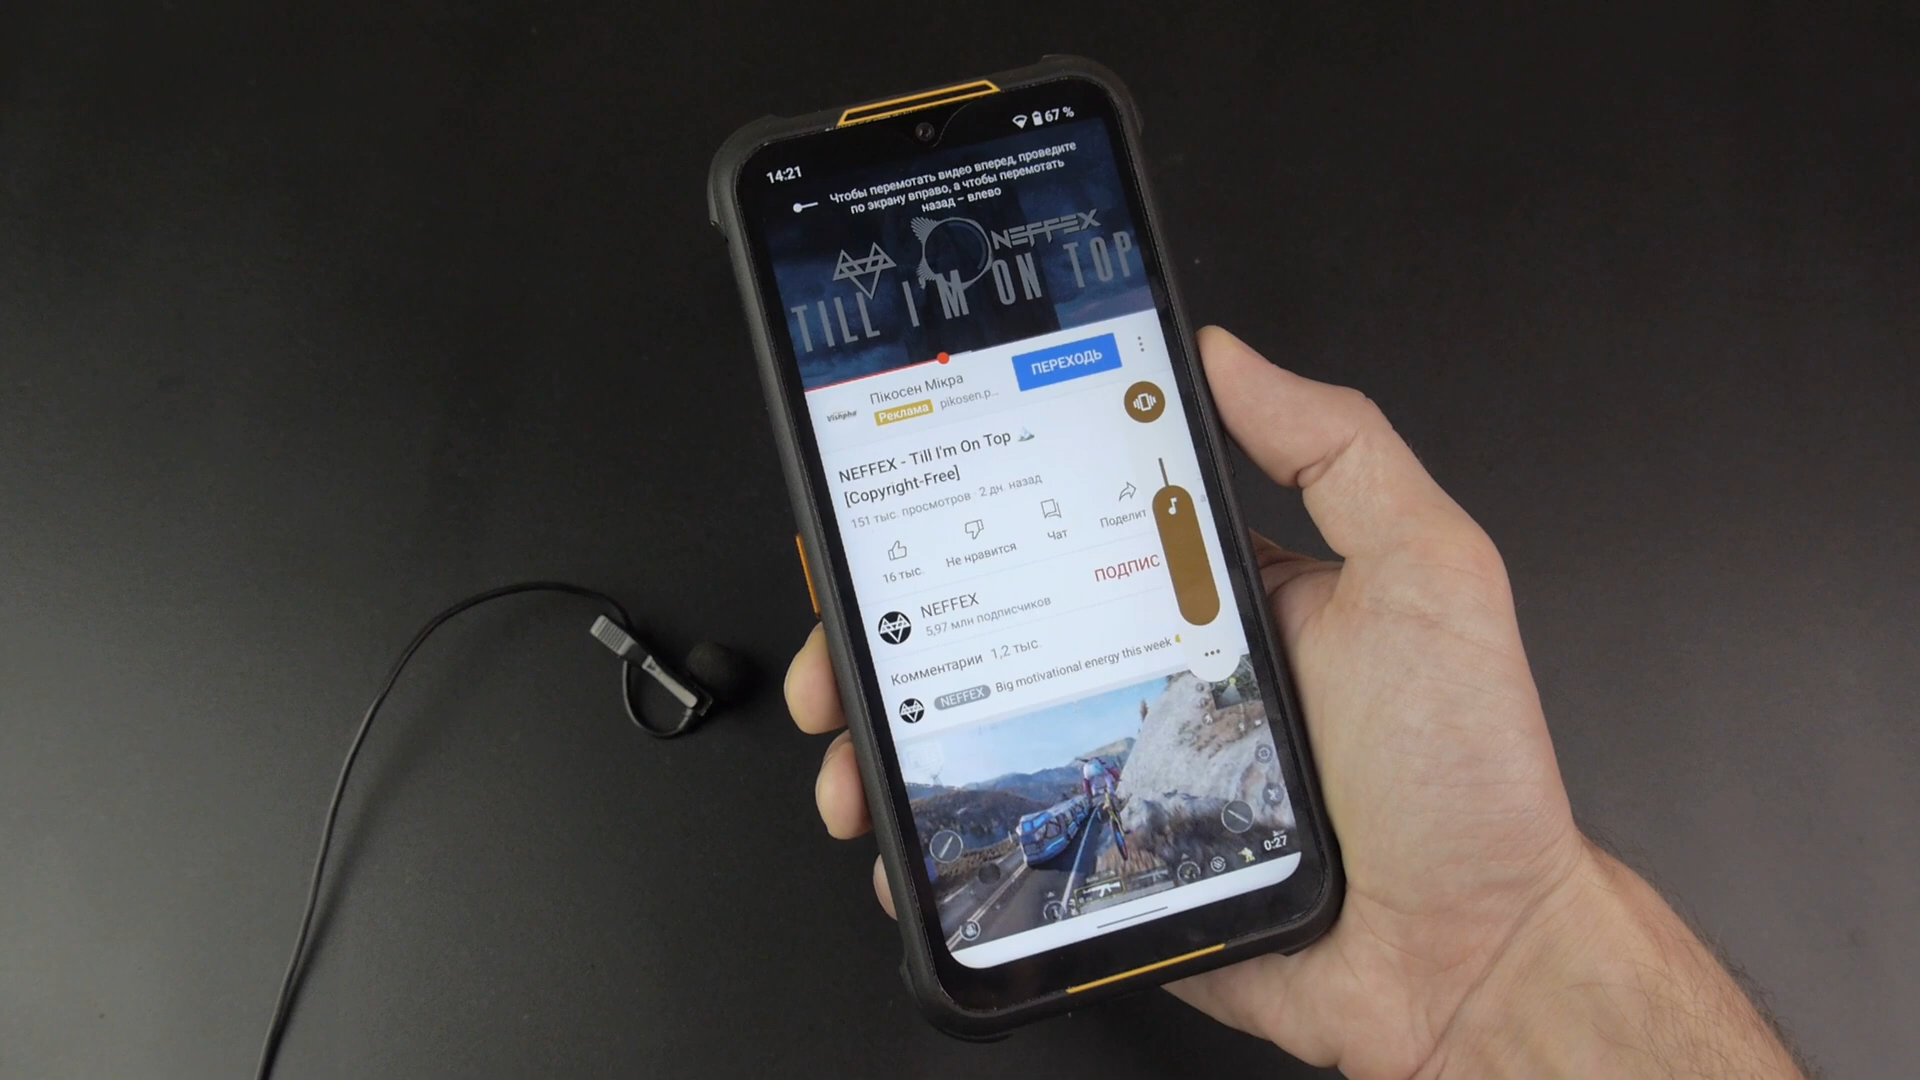 14:21
67 %
Чтобы перемотать видео вперед, проведите
по экрану вправо, а чтобы перемотать
назад – влево
NEFFEX
TILL I'M ON TOP
Пікосен Мікра
Реклама pikosen.p...
ПЕРЕХОДЬ
Vishpha
NEFFEX - Till I'm On Top
[Copyright-Free]
151 тыс. просмотров · 2 дн. назад
16 тыс.
Не нравится
Чат
Поделит
NEFFEX
5,97 млн подписчиков
ПОДПИС
Комментарии 1,2 тыс.
NEFFEX Big motivational energy this week
0:27